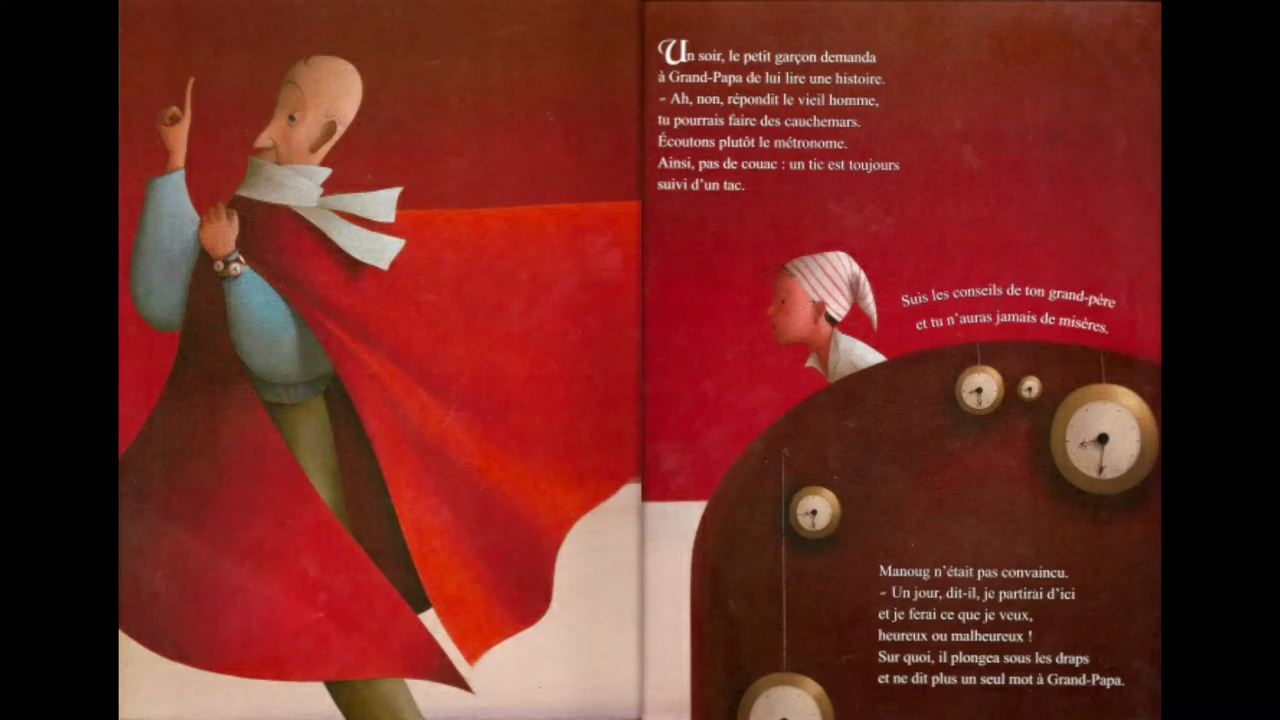 Un soir, le petit garçon demanda
à Grand-Papa de lui lire une histoire.
– Ah, non, répondit le vieil homme,
tu pourrais faire des cauchemars.
Écoutons plutôt le métronome.
Ainsi, pas de couac : un tic est toujours
suivi d’un tac.
Suis les conseils de ton grand-père
et tu n’auras jamais de misères.
Manoug n’était pas convaincu.
– Un jour, dit-il, je partirai d’ici
et je ferai ce que je veux,
heureux ou malheureux !
Sur quoi, il plongea sous les draps
et ne dit plus un seul mot à Grand-Papa.